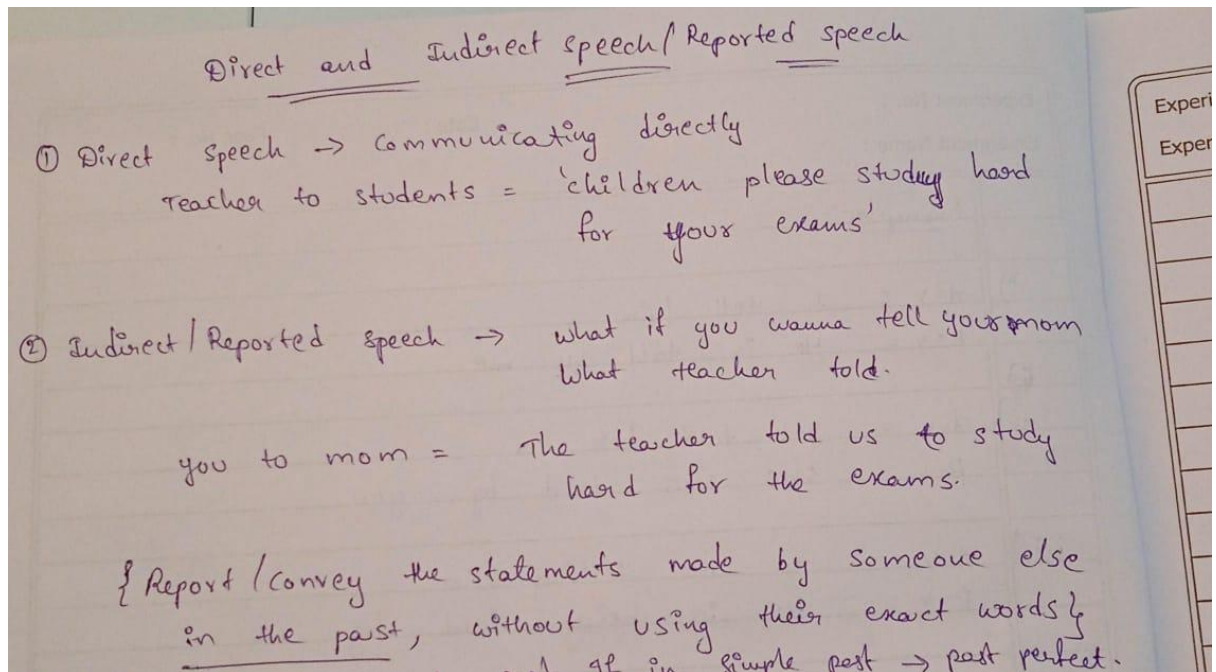 Direct and Indirect speech / Reported speech
① Direct speech → Communicating directly
Teacher to students = 'children please study hard
for your exams'
② Indirect / Reported speech → what if you wanna tell your mom
what teacher told.
you to mom = The teacher told us to study
hard for the exams.
{ Report / convey the statements made by someone else
in the past, without using their exact words }
If in simple past → past perfect.
Experi
Exper